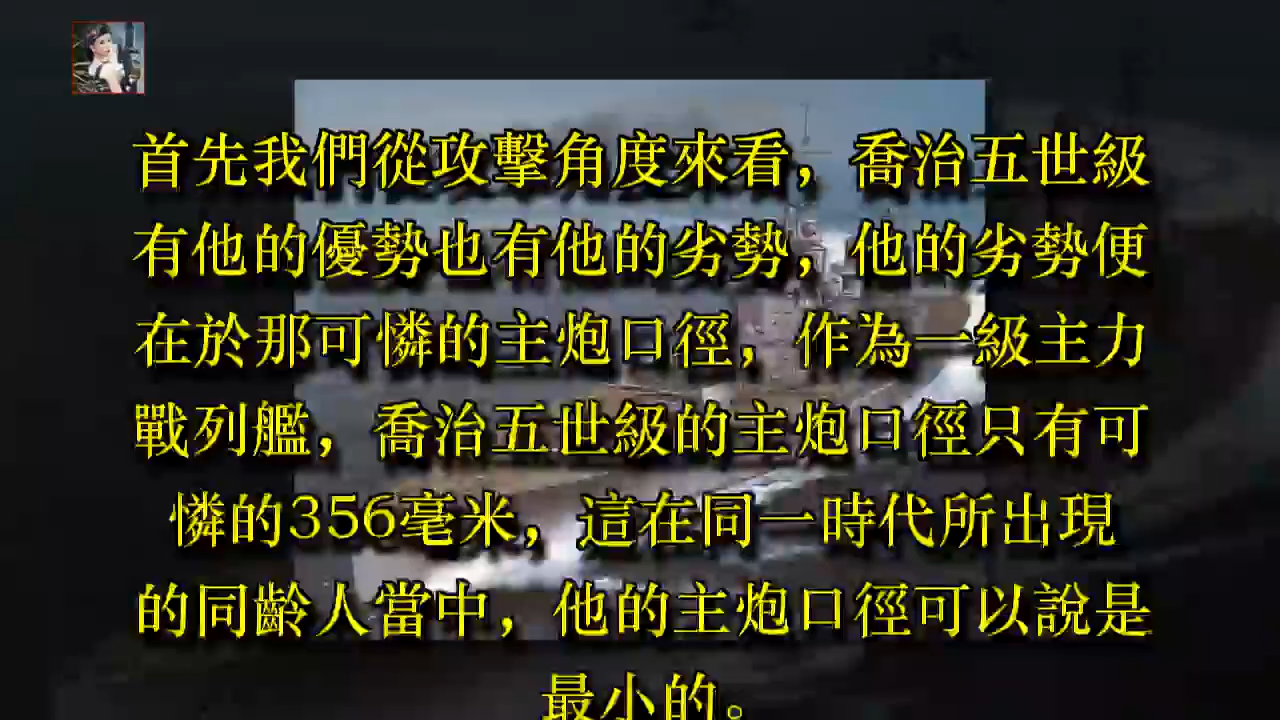 首先我們從攻擊角度來看，喬治五世級
有他的優勢也有他的劣勢，他的劣勢便
在於那可憐的主炮口徑，作為一級主力
戰列艦，喬治五世級的主炮口徑只有可
憐的356毫米，這在同一時代所出現
的同齡人當中，他的主炮口徑可以說是
最小的。